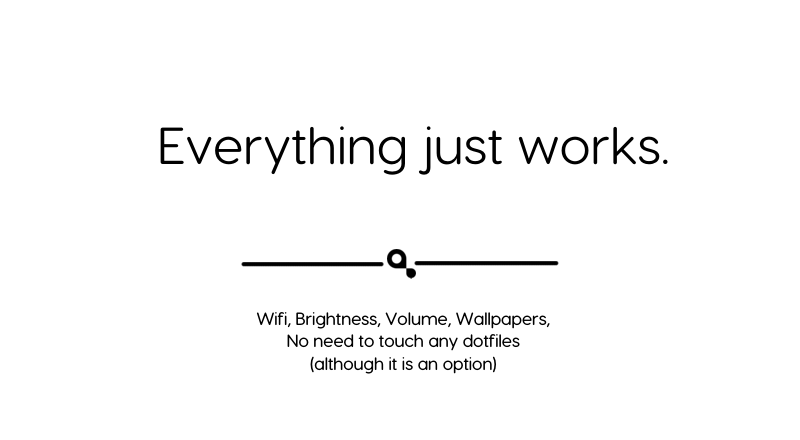 Everything just works.
Wifi, Brightness, Volume, Wallpapers,
No need to touch any dotfiles
(although it is an option)